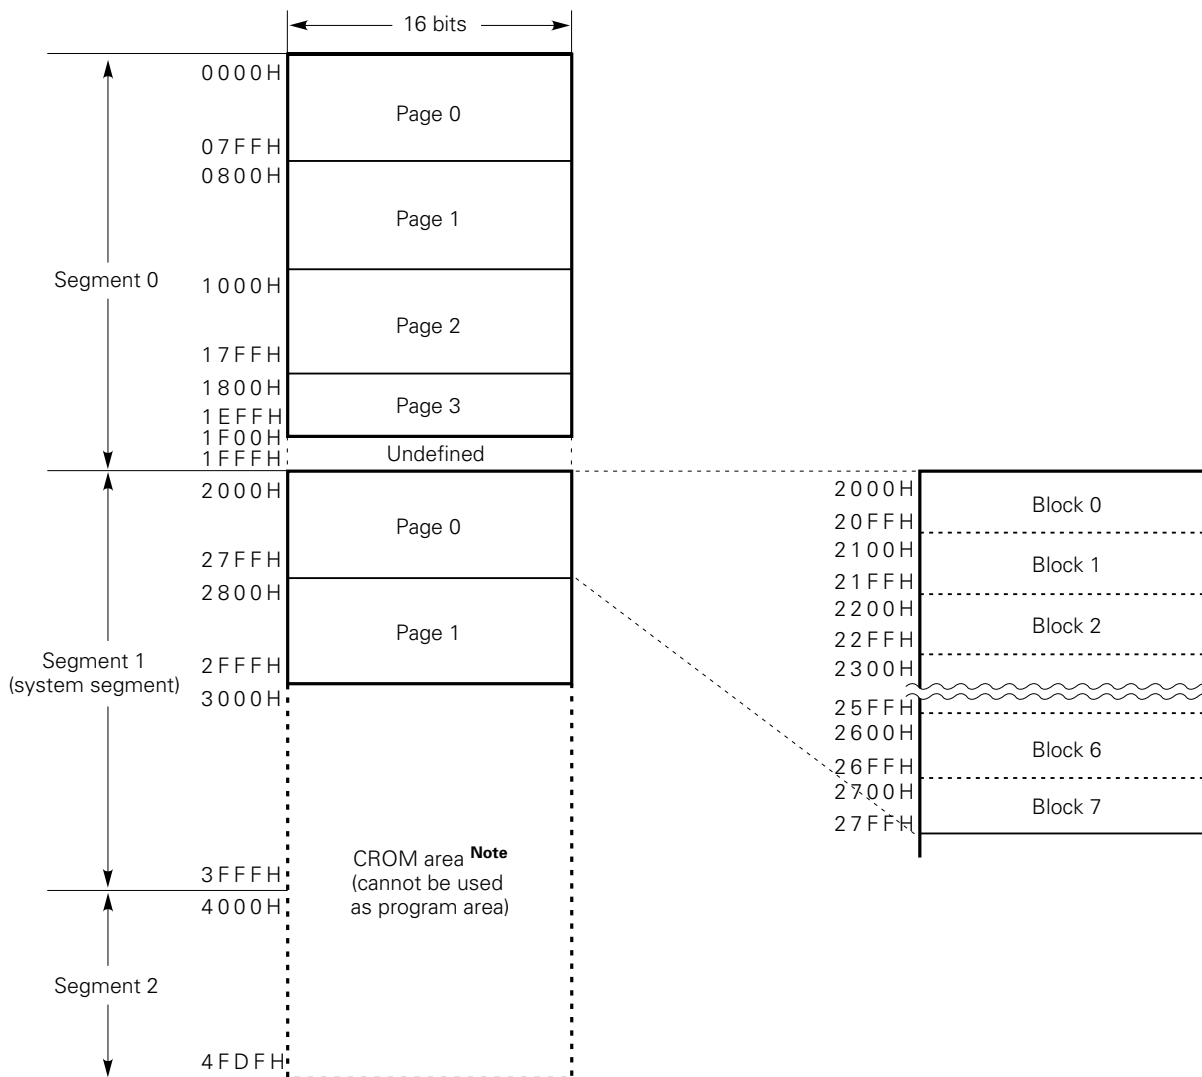 16 bits
0000H
Page 0
07FFH
0800H
Page 1
Segment 0
1000H
Page 2
17FFH
1800H
Page 3
1EFFH
1F00H
Undefined
1FFFH
2000H
Page 0
27FFH
2800H
Page 1
Segment 1
(system segment)
2FFFH
3000H
CROM area Note
(cannot be used
as program area)
3FFFH
4000H
Segment 2
4FDFH
2000H
Block 0
20FFH
2100H
Block 1
21FFH
2200H
Block 2
22FFH
2300H
25FFH
2600H
Block 6
26FFH
2700H
Block 7
27FFH